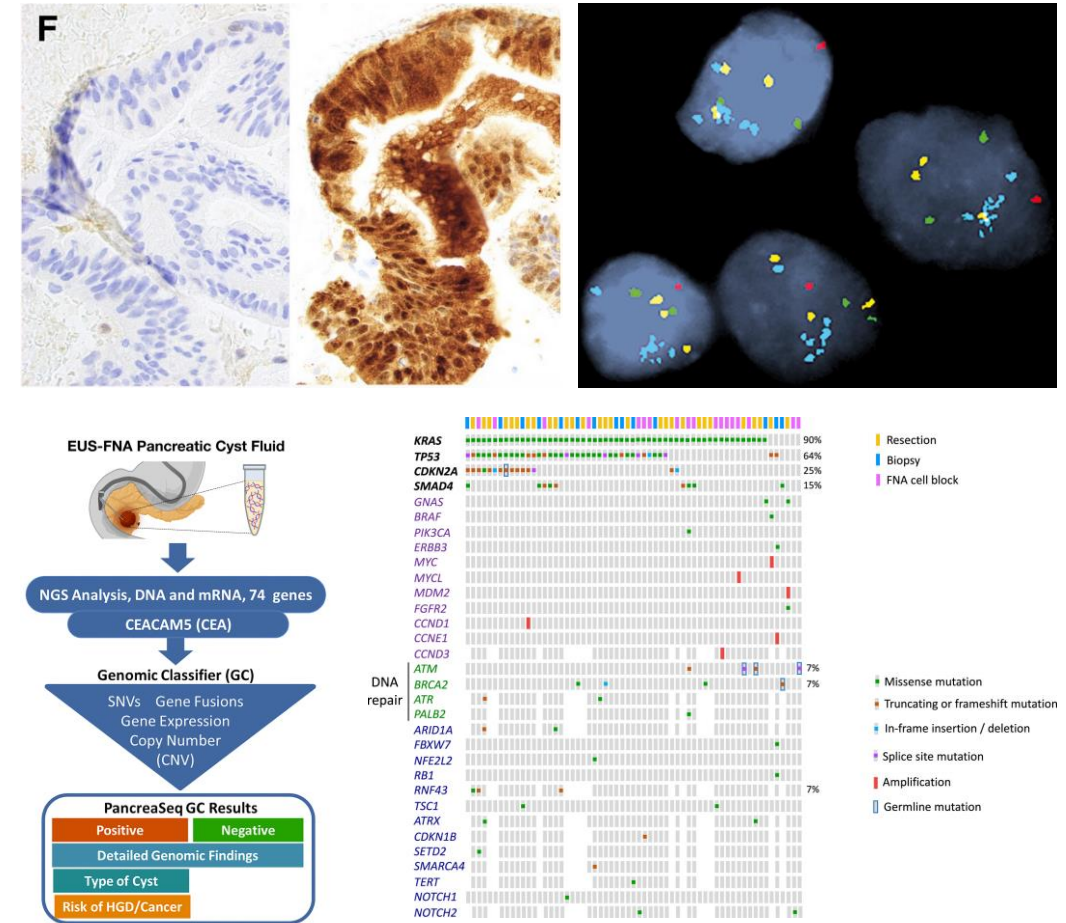 F
EUS-FNA Pancreatic Cyst Fluid
NGS Analysis, DNA and mRNA, 74 genes
CEACAM5 (CEA)
Genomic Classifier (GC)
SNVs Gene Fusions
Gene Expression
Copy Number
(CNV)
PancreaSeq GC Results
Positive Negative
Detailed Genomic Findings
Type of Cyst
Risk of HGD/Cancer
KRAS 90%
TP53 64%
CDKN2A 25%
SMAD4 15%
GNAS
BRAF
PIK3CA
ERBB3
MYC
MYCL
MDM2
FGFR2
CCND1
CCNE1
CCND3
DNA
repair
ATM 7%
BRCA2 7%
ATR
PALB2
ARID1A
FBXW7
NFE2L2
RB1
RNF43 7%
TSC1
ATRX
CDKN1B
SETD2
SMARCA4
TERT
NOTCH1
NOTCH2
Resection
Biopsy
FNA cell block
Missense mutation
Truncating or frameshift mutation
In-frame insertion / deletion
Splice site mutation
Amplification
Germline mutation